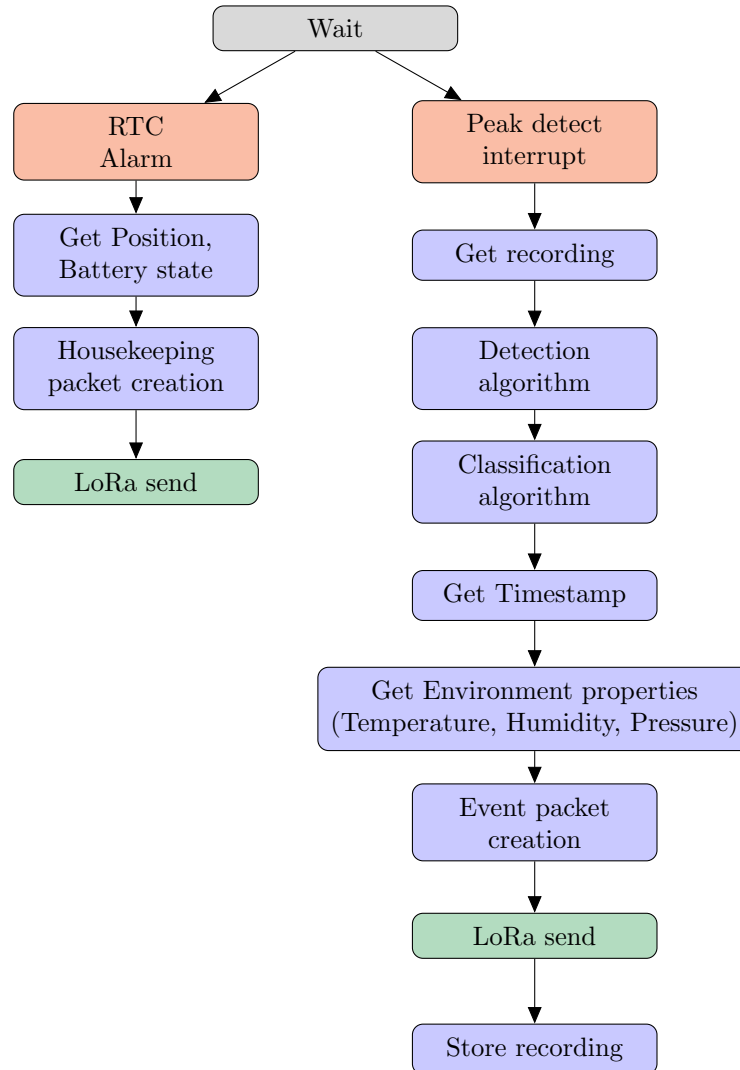 Wait
RTC
Alarm
Get Position,
Battery state
Housekeeping
packet creation
LoRa send
Peak detect
interrupt
Get recording
Detection
algorithm
Classification
algorithm
Get Timestamp
Get Environment properties
(Temperature, Humidity, Pressure)
Event packet
creation
LoRa send
Store recording